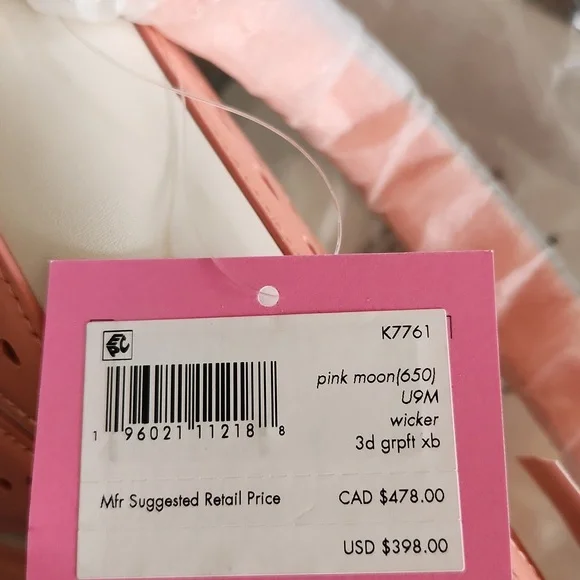 K7761
EPC
pink moon(650)
U9M
wicker
3d grpft xb
1 96021 11218 8
Mfr Suggested Retail Price
CAD $478.00
USD $398.00